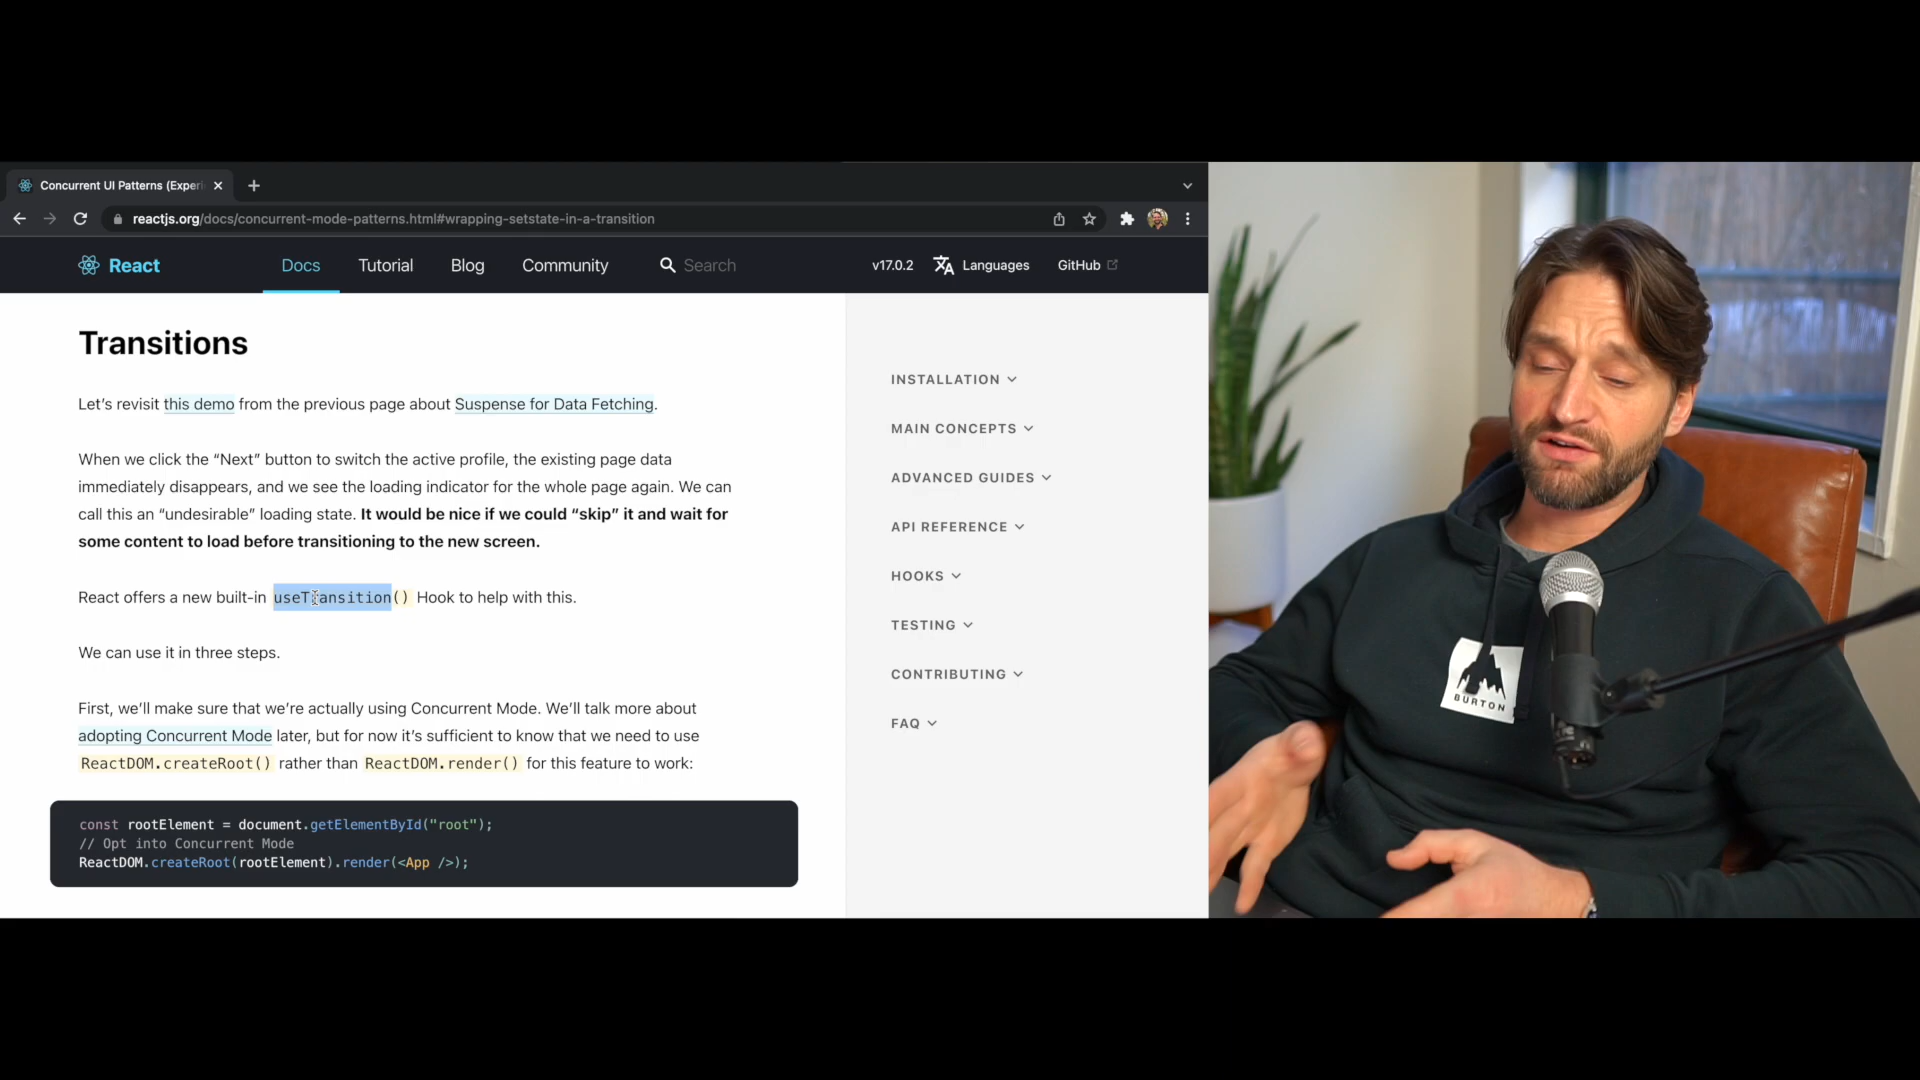 Concurrent UI Patterns (Experi
reactjs.org/docs/concurrent-mode-patterns.html#wrapping-setstate-in-a-transition
React
Docs
Tutorial
Blog
Community
Search
v17.0.2
Languages
GitHub
Transitions
Let’s revisit this demo from the previous page about Suspense for Data Fetching.
When we click the “Next” button to switch the active profile, the existing page data
immediately disappears, and we see the loading indicator for the whole page again. We can
call this an “undesirable” loading state. It would be nice if we could “skip” it and wait for
some content to load before transitioning to the new screen.
React offers a new built-in useTransition() Hook to help with this.
We can use it in three steps.
First, we’ll make sure that we’re actually using Concurrent Mode. We’ll talk more about
adopting Concurrent Mode later, but for now it’s sufficient to know that we need to use
ReactDOM.createRoot() rather than ReactDOM.render() for this feature to work:
const rootElement = document.getElementById("root");
// Opt into Concurrent Mode
ReactDOM.createRoot(rootElement).render(<App />);
INSTALLATION
MAIN CONCEPTS
ADVANCED GUIDES
API REFERENCE
HOOKS
TESTING
CONTRIBUTING
FAQ
BURTON